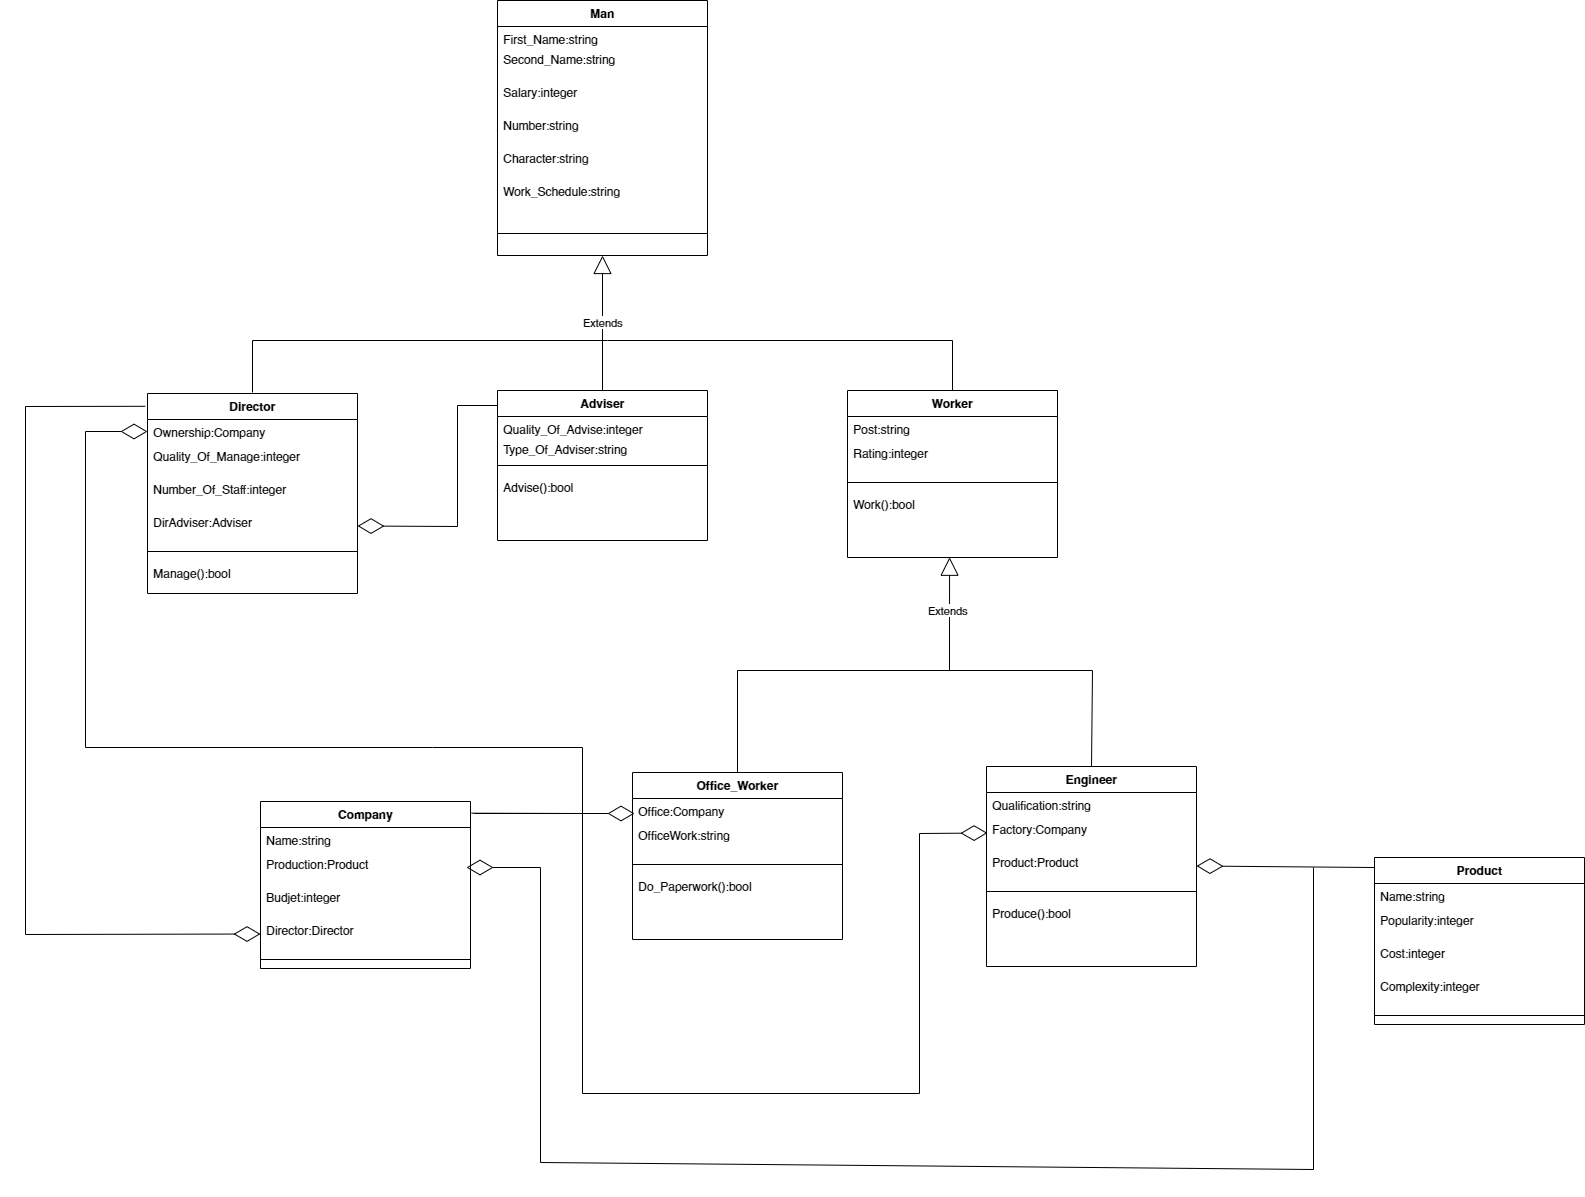 Man
First_Name:string
Second_Name:string
Salary:integer
Number:string
Character:string
Work_Schedule:string
Extends
Director
Ownership:Company
Quality_Of_Manage:integer
Number_Of_Staff:integer
DirAdviser:Adviser
Manage():bool
Adviser
Quality_Of_Advise:integer
Type_Of_Adviser:string
Advise():bool
Worker
Post:string
Rating:integer
Work():bool
Extends
Company
Name:string
Production:Product
Budjet:integer
Director:Director
Office_Worker
Office:Company
OfficeWork:string
Do_Paperwork():bool
Engineer
Qualification:string
Factory:Company
Product:Product
Produce():bool
Product
Name:string
Popularity:integer
Cost:integer
Complexity:integer